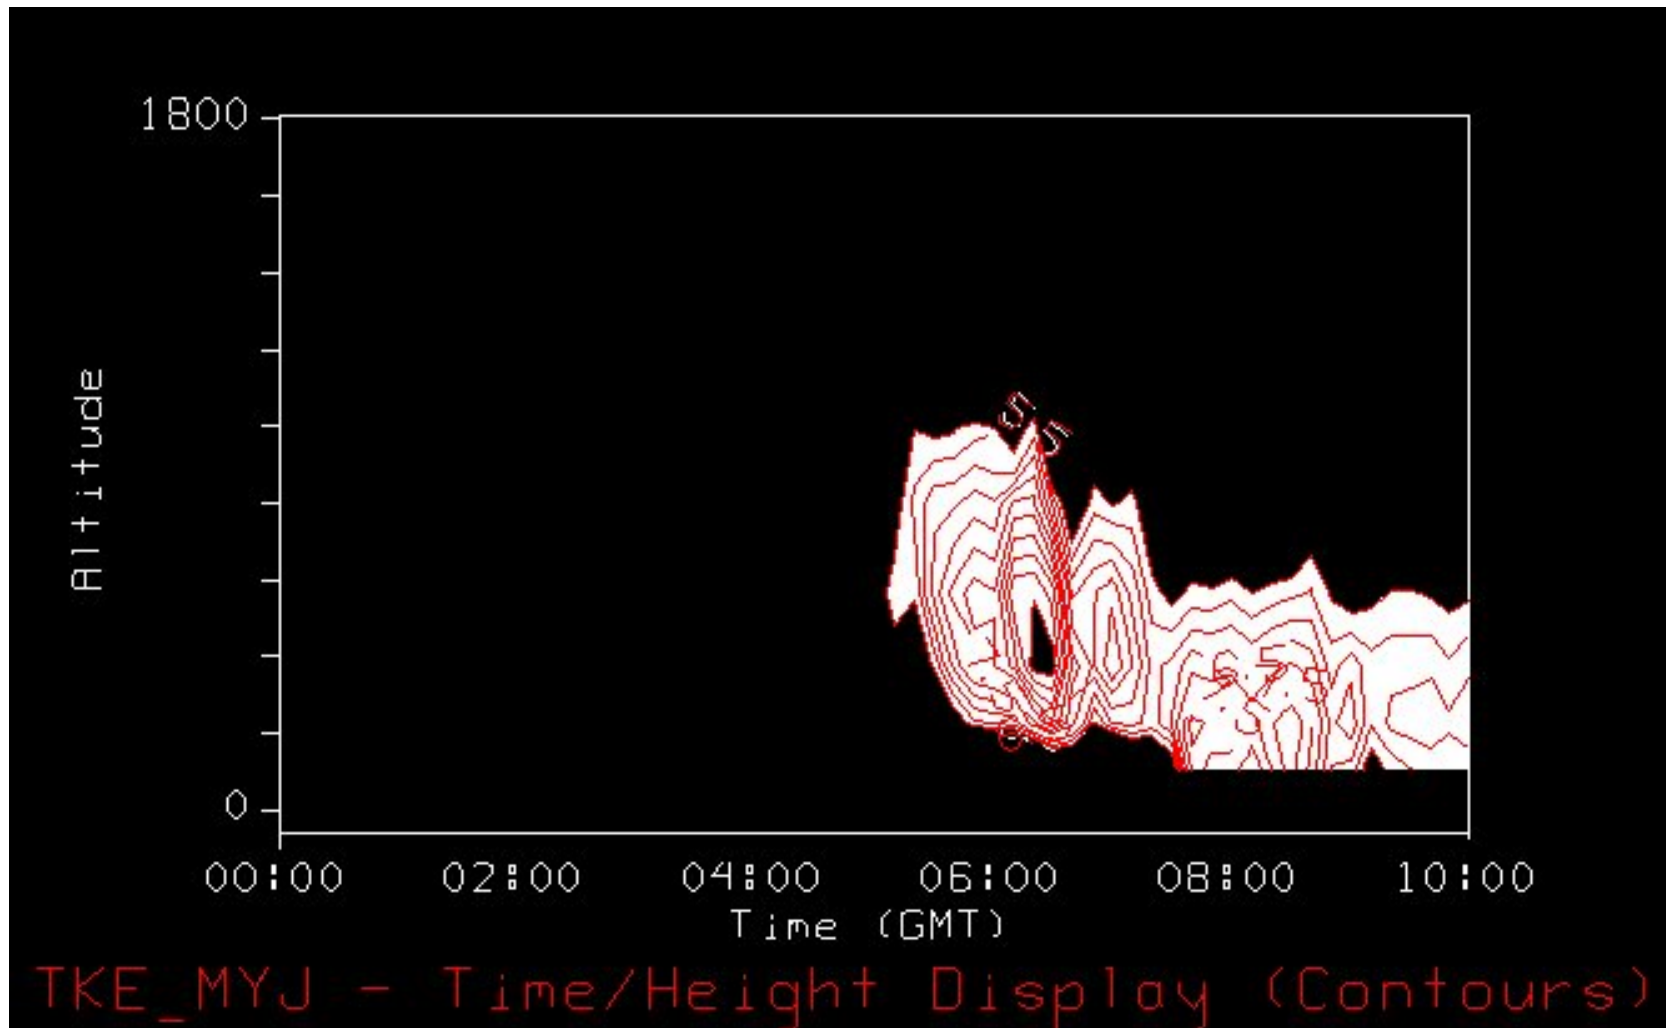 1800
Altitude
0
00:00 02:00 04:00 06:00 08:00 10:00
Time (GMT)
TKE_MYJ - Time/Height Display (Contours)